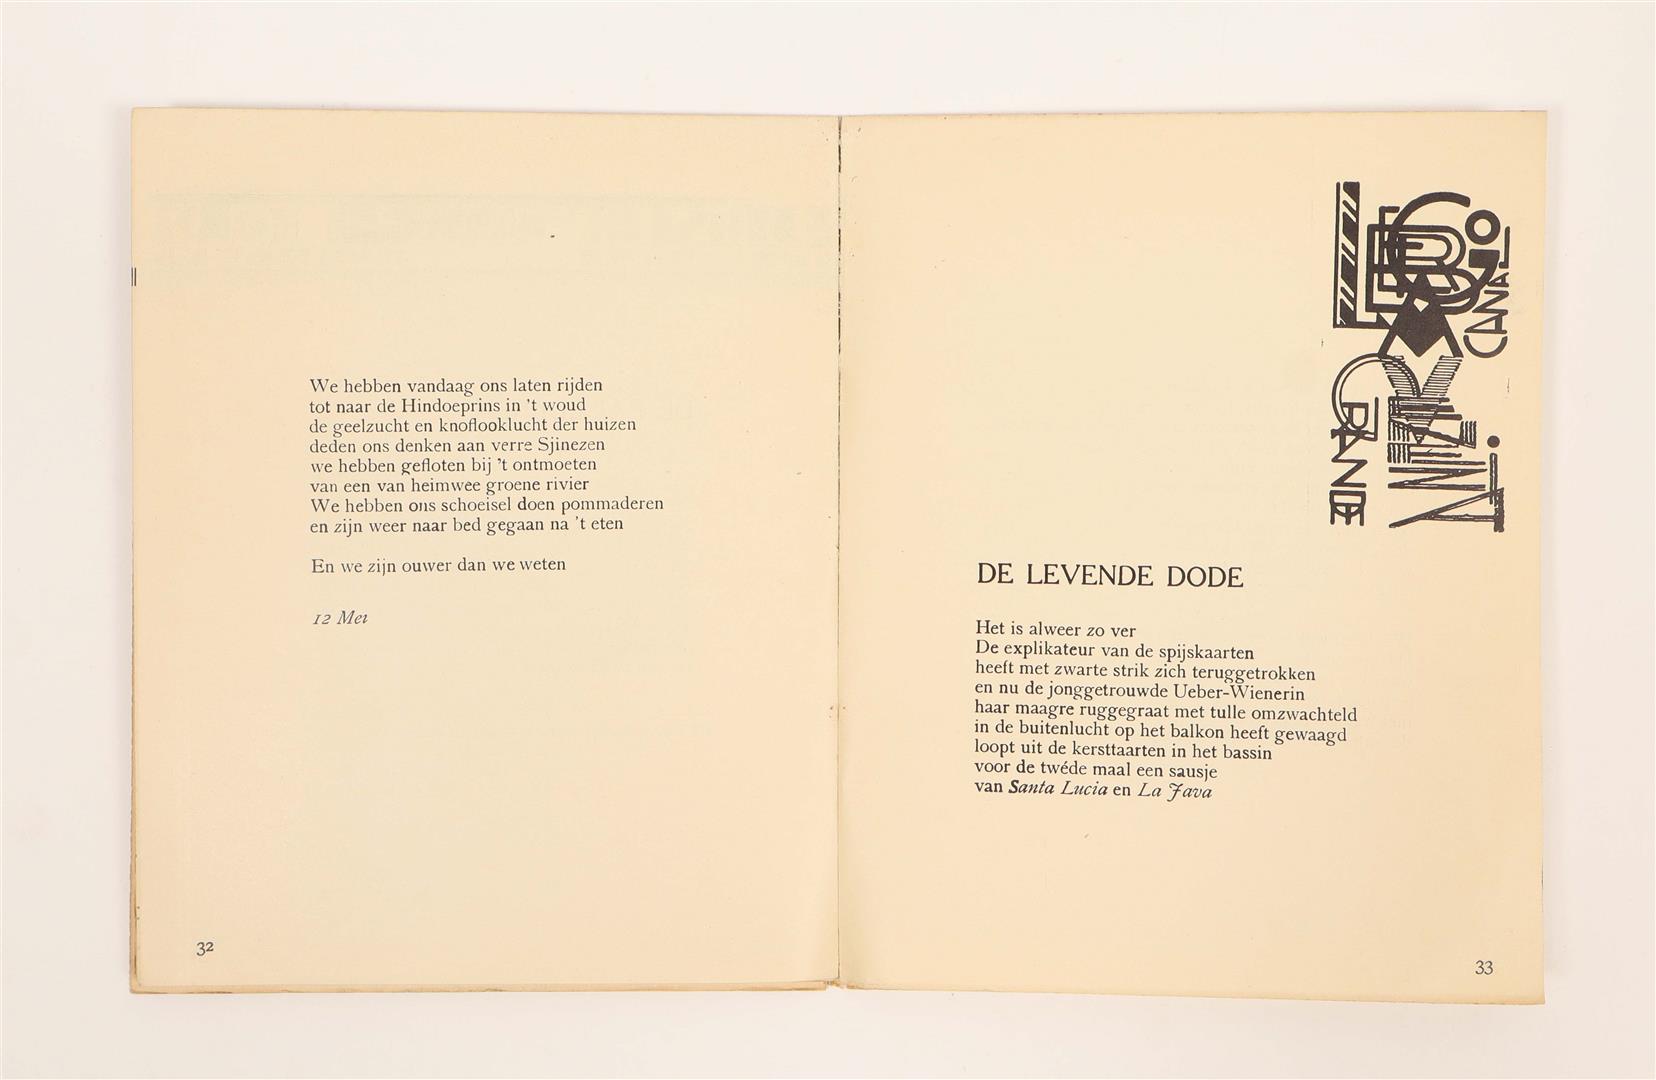 We hebben vandaag ons laten rijden
tot naar de Hindoeprins in 't woud
de geelzucht en knoflooklucht der huizen
deden ons denken aan verre Sjinezen
we hebben gefloten bij 't ontmoeten
van een van heimwee groene rivier
We hebben ons schoeisel doen pommaderen
en zijn weer naar bed gegaan na 't eten
En we zijn ouwer dan we weten
12 Mei
32
CANAL
GRANDE
DE LEVENDE DODE
Het is alweer zo ver
De explikateur van de spijskaarten
heeft met zwarte strik zich teruggetrokken
en nu de jonggetrouwde Ueber-Wienerin
haar maagre ruggegraat met tulle omzwachteld
in de buitenlucht op het balkon heeft gewaagd
loopt uit de kersttaarten in het bassin
voor de twéde maal een sausje
van Santa Lucia en La Java
33